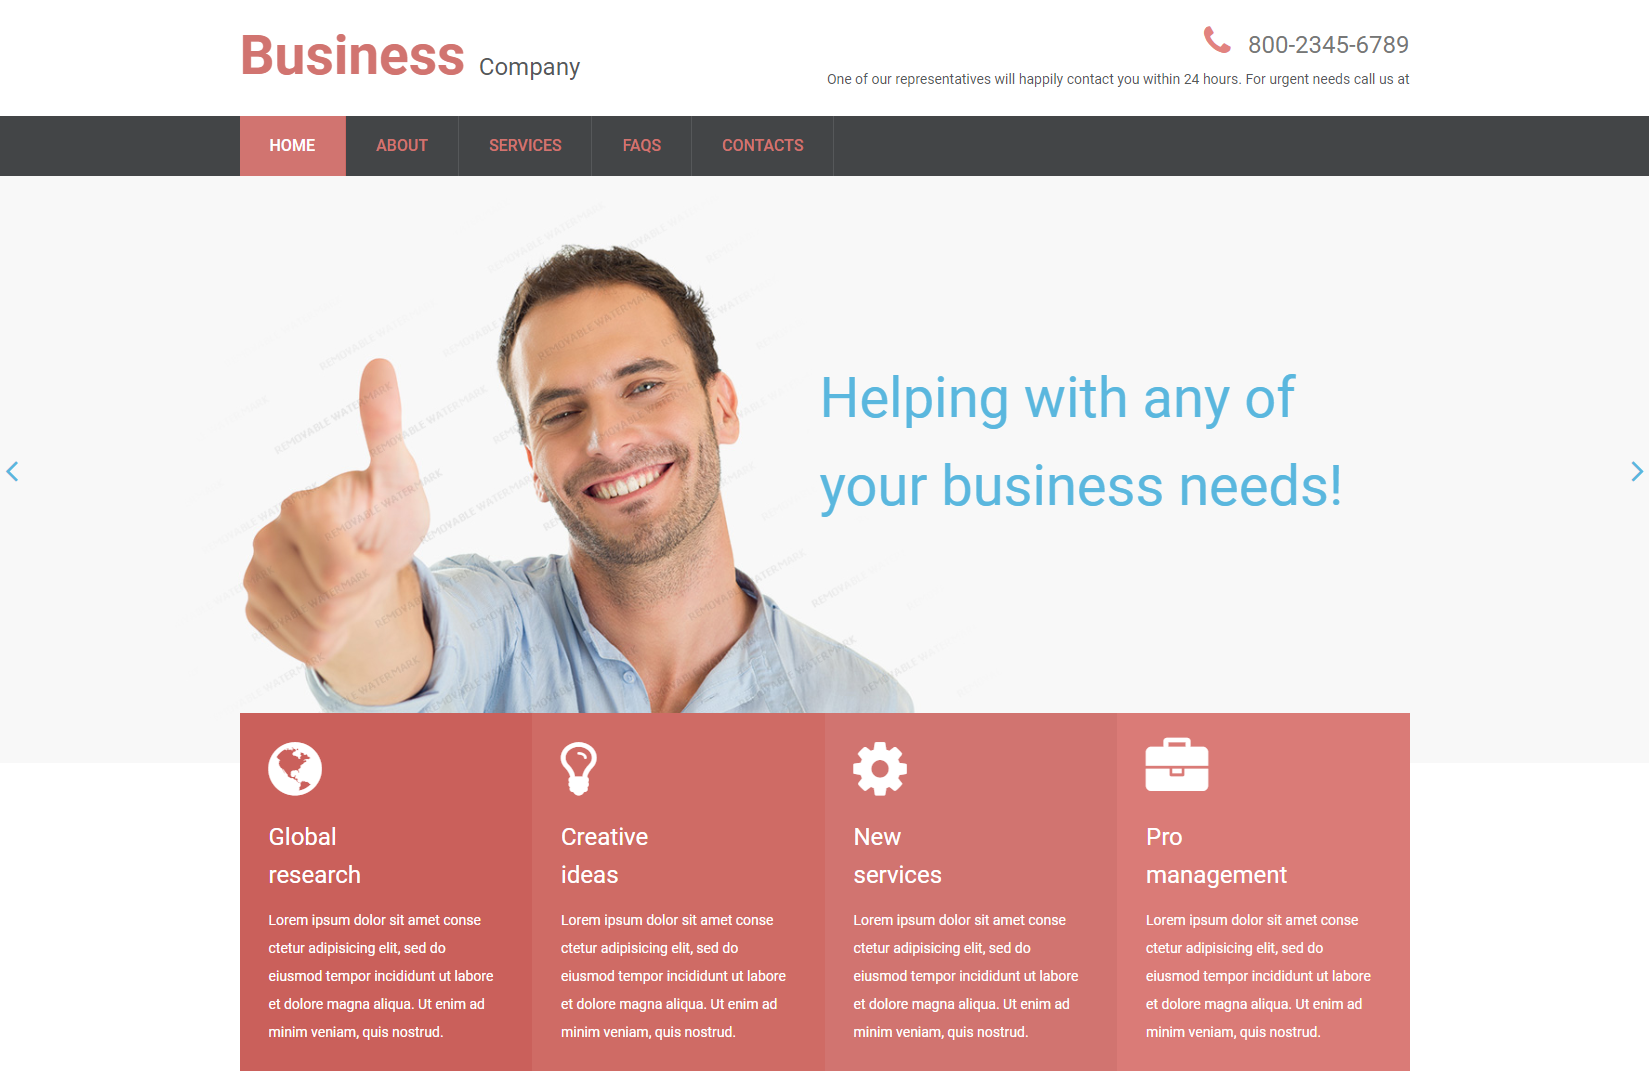 Business Company
800-2345-6789
One of our representatives will happily contact you within 24 hours. For urgent needs call us at
HOME ABOUT SERVICES FAQS CONTACTS
REMOVABLE WATERMARK
Helping with any of
your business needs!
Global
research
Lorem ipsum dolor sit amet conse
ctetur adipisicing elit, sed do
eiusmod tempor incididunt ut labore
et dolore magna aliqua. Ut enim ad
minim veniam, quis nostrud.
Creative
ideas
Lorem ipsum dolor sit amet conse
ctetur adipisicing elit, sed do
eiusmod tempor incididunt ut labore
et dolore magna aliqua. Ut enim ad
minim veniam, quis nostrud.
New
services
Lorem ipsum dolor sit amet conse
ctetur adipisicing elit, sed do
eiusmod tempor incididunt ut labore
et dolore magna aliqua. Ut enim ad
minim veniam, quis nostrud.
Pro
management
Lorem ipsum dolor sit amet conse
ctetur adipisicing elit, sed do
eiusmod tempor incididunt ut labore
et dolore magna aliqua. Ut enim ad
minim veniam, quis nostrud.